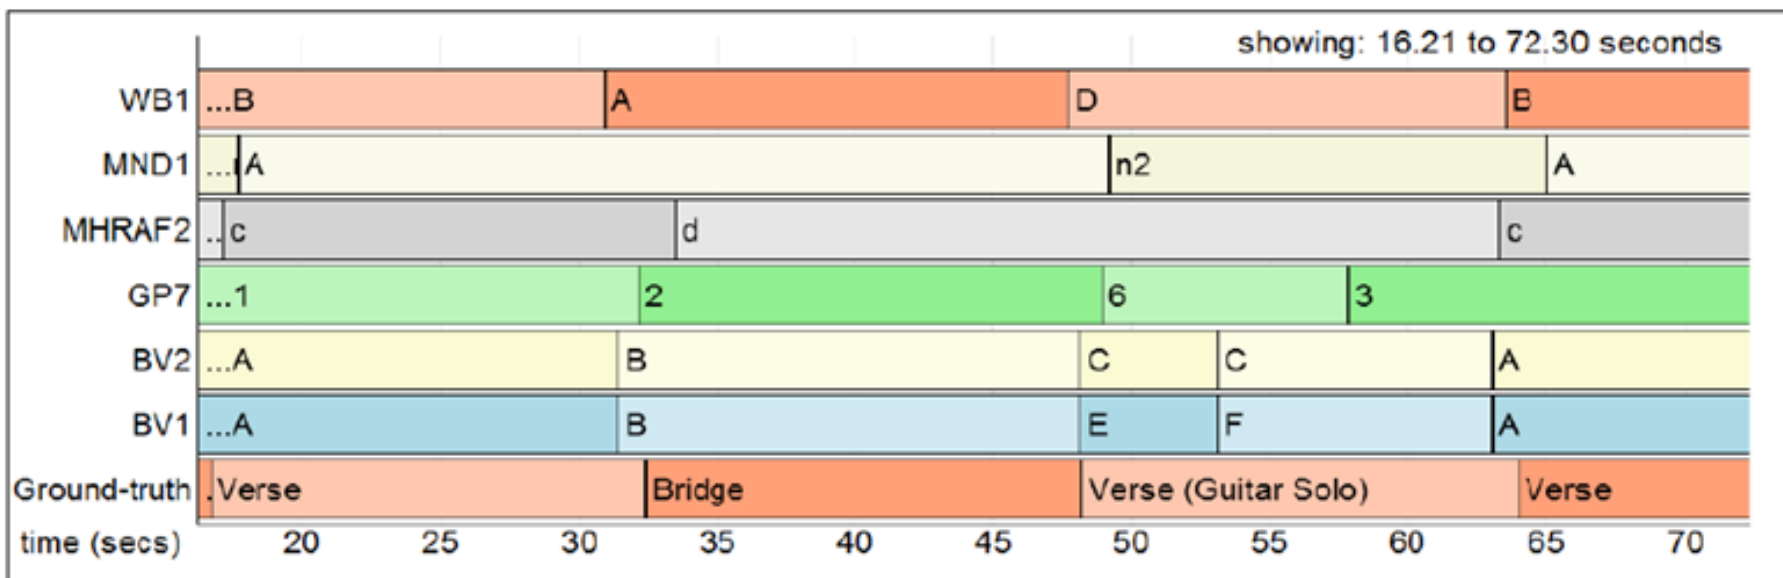 showing: 16.21 to 72.30 seconds
WB1 ...B A D B
MND1 ... A n2 A
MHRAF2 .. c d c
GP7 ...1 2 6 3
BV2 ...A B C C A
BV1 ...A B E F A
Ground-truth .Verse Bridge Verse (Guitar Solo) Verse
time (secs) 20 25 30 35 40 45 50 55 60 65 70